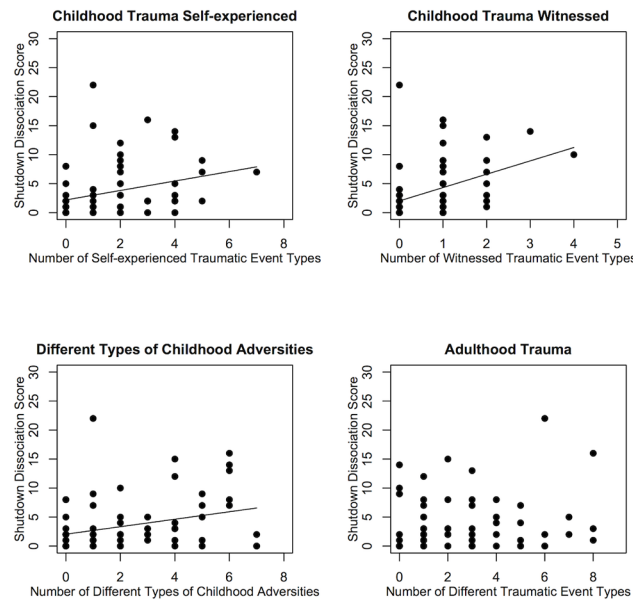 Childhood Trauma Self-experienced
Shutdown Dissociation Score
0 5 10 15 20 25 30
0 2 4 6 8
Number of Self-experienced Traumatic Event Types
Childhood Trauma Witnessed
Shutdown Dissociation Score
0 5 10 15 20 25 30
0 1 2 3 4 5
Number of Witnessed Traumatic Event Types
Different Types of Childhood Adversities
Shutdown Dissociation Score
0 5 10 15 20 25 30
0 2 4 6 8
Number of Different Types of Childhood Adversities
Adulthood Trauma
Shutdown Dissociation Score
0 5 10 15 20 25 30
0 2 4 6 8
Number of Different Traumatic Event Types